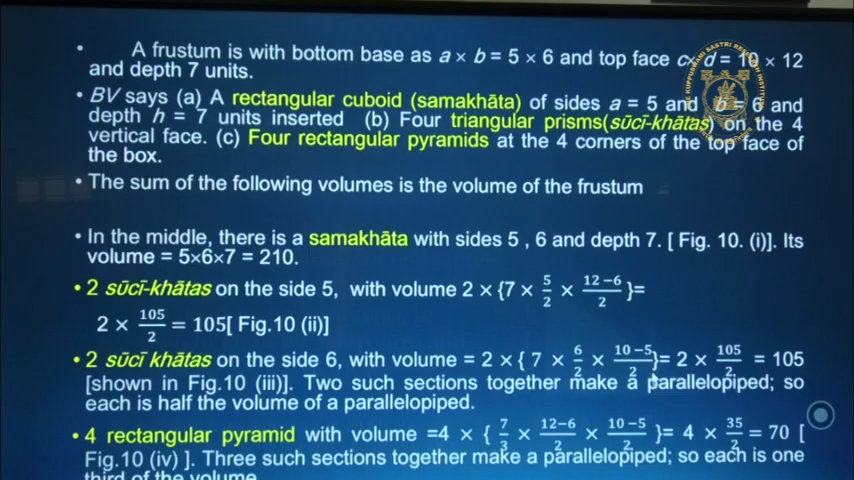 • A frustum is with bottom base as a × b = 5 × 6 and top face c× d = 10 × 12
and depth 7 units.
• BV says (a) A rectangular cuboid (samakhāta) of sides a = 5 and b = 6 and
depth h = 7 units inserted (b) Four triangular prisms(sūcī-khātas) on the 4
vertical face. (c) Four rectangular pyramids at the 4 corners of the top face of
the box.
• The sum of the following volumes is the volume of the frustum
• In the middle, there is a samakhāta with sides 5 , 6 and depth 7. [ Fig. 10. (i)]. Its
volume = 5×6×7 = 210.
• 2 sūcī-khātas on the side 5, with volume 2 × {7 × 5/2 × 12−6/2 }=
2 × 105/2 = 105[ Fig.10 (ii)]
• 2 sūcī khātas on the side 6, with volume = 2 × { 7 × 6/2 × 10−5/2 }= 2 × 105/2 = 105
[shown in Fig.10 (iii)]. Two such sections together make a parallelopiped; so
each is half the volume of a parallelopiped.
• 4 rectangular pyramid with volume =4 × { 7/3 × 12−6/2 × 10−5/2 }= 4 × 35/2 = 70 [
Fig.10 (iv) ]. Three such sections together make a parallelopiped; so each is one
third of the volume
KUPPUSWAMI SASTRI RESEARCH INSTITUTE